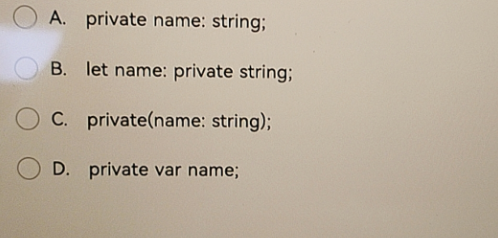 A. private name: string;
B. let name: private string;
C. private(name: string);
D. private var name;